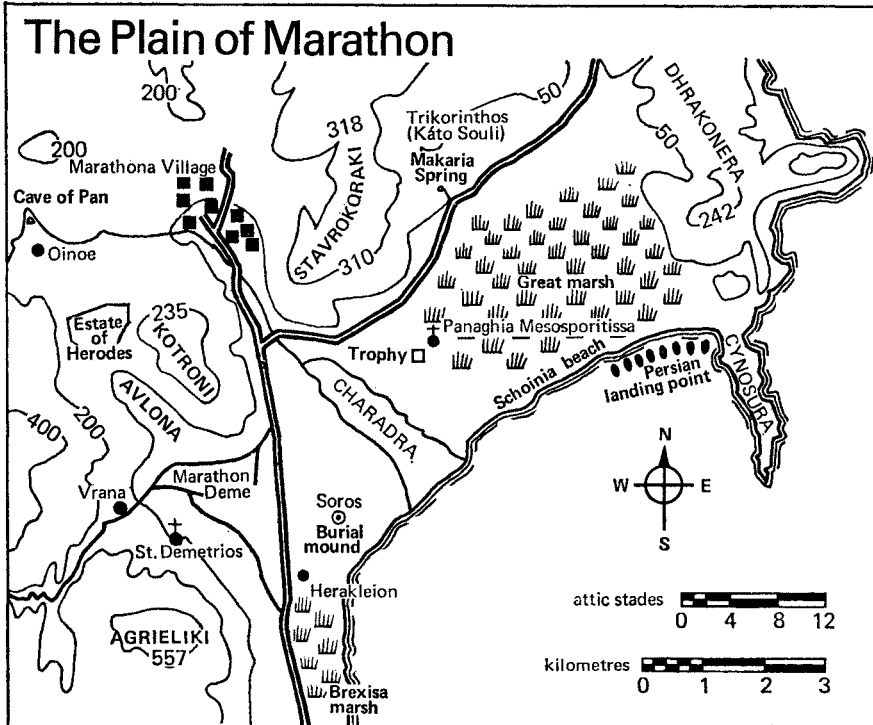 The Plain of Marathon
200
318
50
DHRAKONERA
Trikorinthos
(Káto Souli)
50
200
Marathona Village
Makaria
Spring
STAVROKORAKI
Cave of Pan
242
Oinoe
310
Great marsh
235
Estate
of
Herodes
KOTRONI
Panaghia Mesosporitissa
Trophy
Schoinia beach
CYNOSURA
Persian
landing point
AVLONA
CHARADRA
400
200
N
W
E
S
Marathon
Deme
Vrana
Soros
Burial
mound
St. Demetrios
Herakleion
attic stades
0 4 8 12
AGRIELIKI
557
kilometres
0 1 2 3
Brexisa
marsh